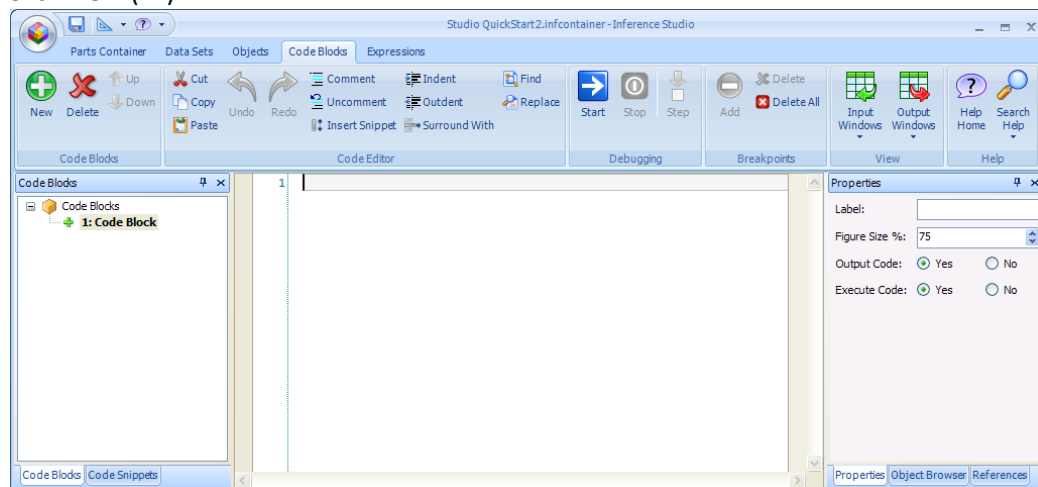 Studio QuickStart2.infcontainer - Inference Studio
Parts Container Data Sets Objects Code Blocks Expressions
New Delete Up Down
Cut Copy Paste Undo Redo
Comment Uncomment Insert Snippet
Indent Outdent Surround With
Find Replace
Start Stop Step
Add Delete Delete All
Input Windows Output Windows
Help Home Search Help
Code Blocks Code Editor Debugging Breakpoints View Help
Code Blocks
Code Blocks
1: Code Block
Code Blocks Code Snippets
1
Properties
Label:
Figure Size %: 75
Output Code: Yes No
Execute Code: Yes No
Properties Object Browser References